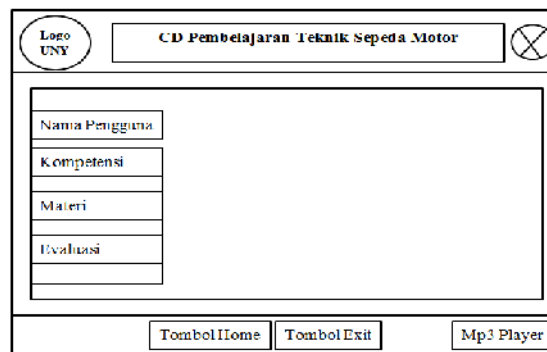 Logo
UNY
CD Pembelajaran Teknik Sepeda Motor
Nama Pengguna
Kompetensi
Materi
Evaluasi
Tombol Home
Tombol Exit
Mp3 Player